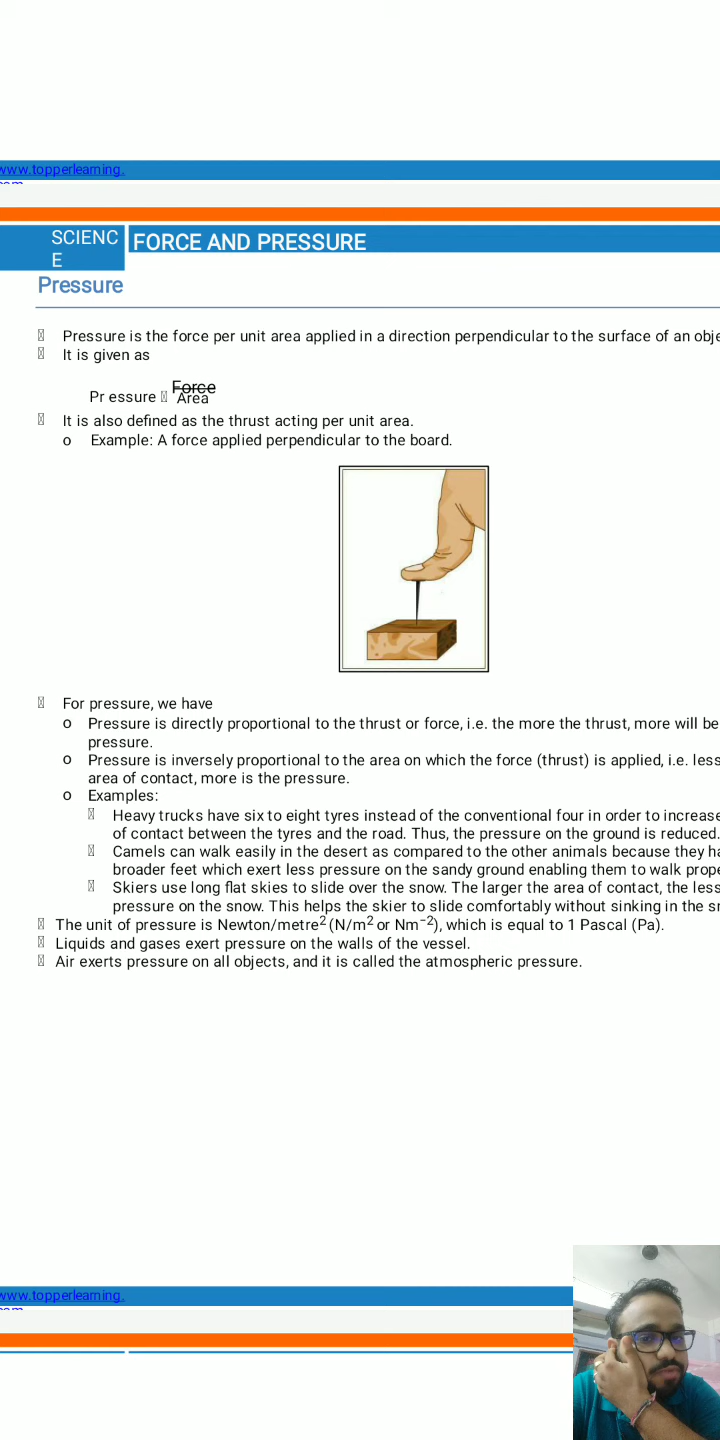 www.topperlearning.
SCIENC
E
FORCE AND PRESSURE
Pressure
Pressure is the force per unit area applied in a direction perpendicular to the surface of an obje
It is given as
Force
Pr essure Area
It is also defined as the thrust acting per unit area.
o Example: A force applied perpendicular to the board.
For pressure, we have
o Pressure is directly proportional to the thrust or force, i.e. the more the thrust, more will be
pressure.
o Pressure is inversely proportional to the area on which the force (thrust) is applied, i.e. less
area of contact, more is the pressure.
o Examples:
Heavy trucks have six to eight tyres instead of the conventional four in order to increase
of contact between the tyres and the road. Thus, the pressure on the ground is reduced.
Camels can walk easily in the desert as compared to the other animals because they ha
broader feet which exert less pressure on the sandy ground enabling them to walk prope
Skiers use long flat skies to slide over the snow. The larger the area of contact, the less
pressure on the snow. This helps the skier to slide comfortably without sinking in the sn
The unit of pressure is Newton/metre² (N/m² or Nm⁻²), which is equal to 1 Pascal (Pa).
Liquids and gases exert pressure on the walls of the vessel.
Air exerts pressure on all objects, and it is called the atmospheric pressure.
www.topperlearning.